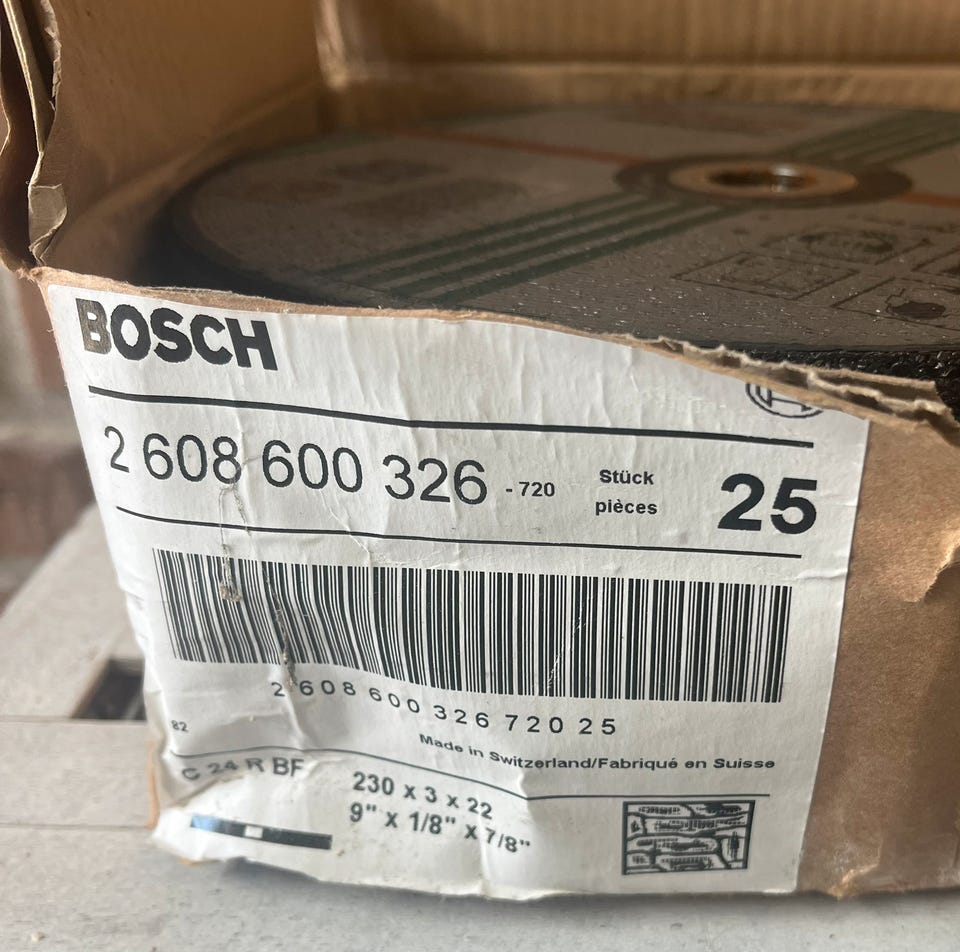 BOSCH
2 608 600 326 - 720
Stück
pièces
25
2 608 600 326 720 25
82
Made in Switzerland/Fabriqué en Suisse
C 24 R BF
230 x 3 x 22
9" x 1/8" x 7/8"